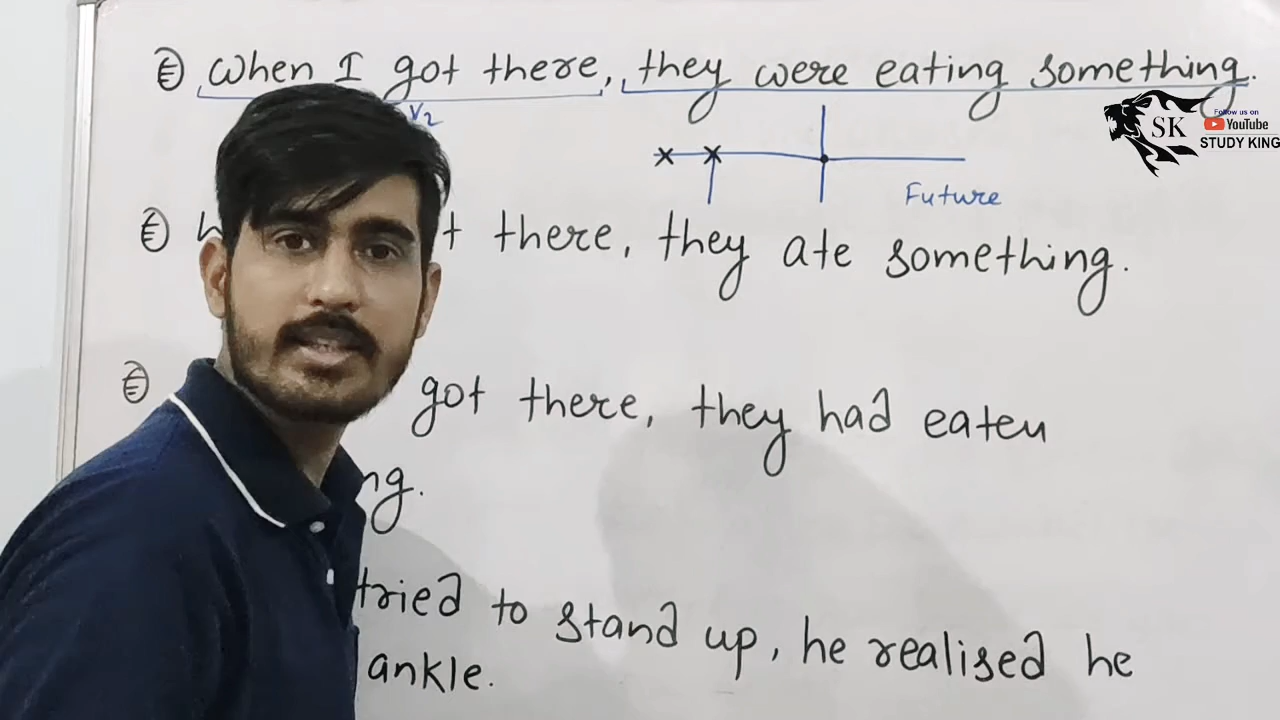 When I got there, they were eating something.
V2
Follow us on
SK YouTube
STUDY KING
Future
there, they ate something.
got there, they had eaten
ng.
tried to stand up, he realised he
ankle.